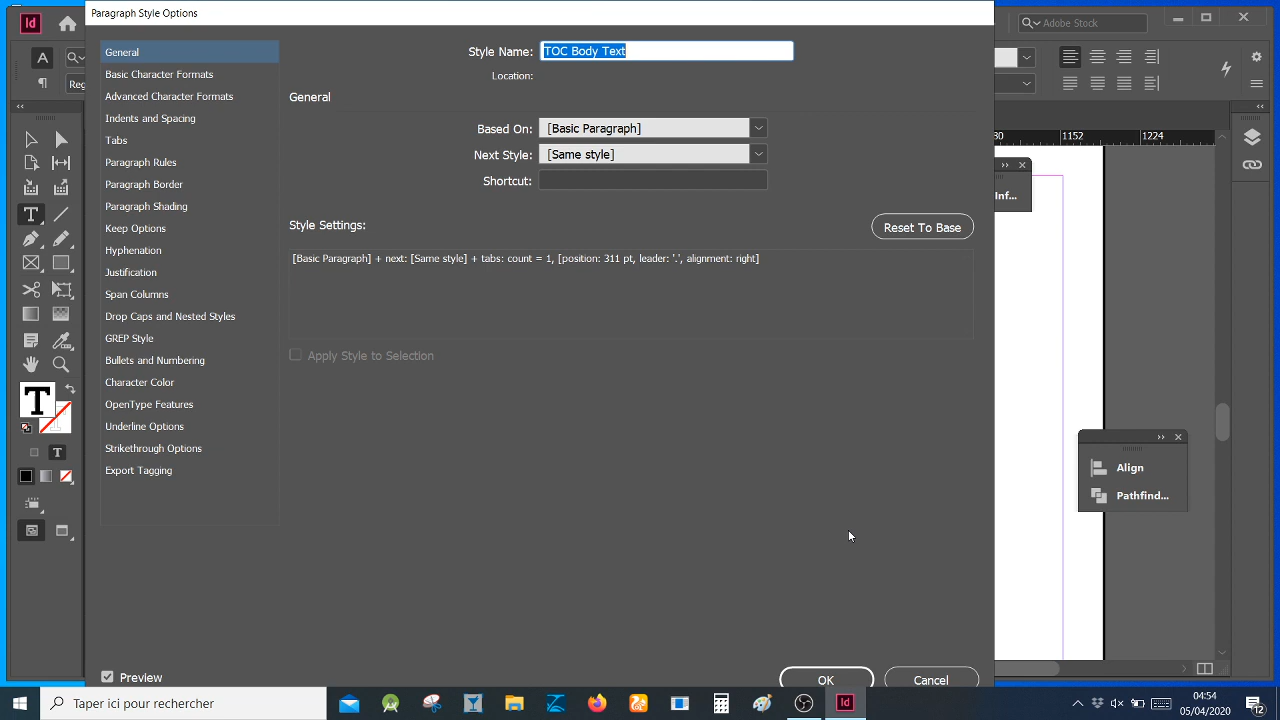 Paragraph Style Options
Id
Adobe Stock
A
¶
Reg
General
Basic Character Formats
Advanced Character Formats
Indents and Spacing
Tabs
Paragraph Rules
Paragraph Border
Paragraph Shading
Keep Options
Hyphenation
Justification
Span Columns
Drop Caps and Nested Styles
GREP Style
Bullets and Numbering
Character Color
OpenType Features
Underline Options
Strikethrough Options
Export Tagging
Style Name: TOC Body Text
Location:
General
Based On: [Basic Paragraph]
Next Style: [Same style]
Shortcut:
Style Settings:
Reset To Base
[Basic Paragraph] + next: [Same style] + tabs: count = 1, [position: 311 pt, leader: '.', alignment: right]
Apply Style to Selection
Preview
OK
Cancel
80 1152 1224
Inf...
Align
Pathfind...
Taper ici pour rechercher
Id
04:54
05/04/2020
12